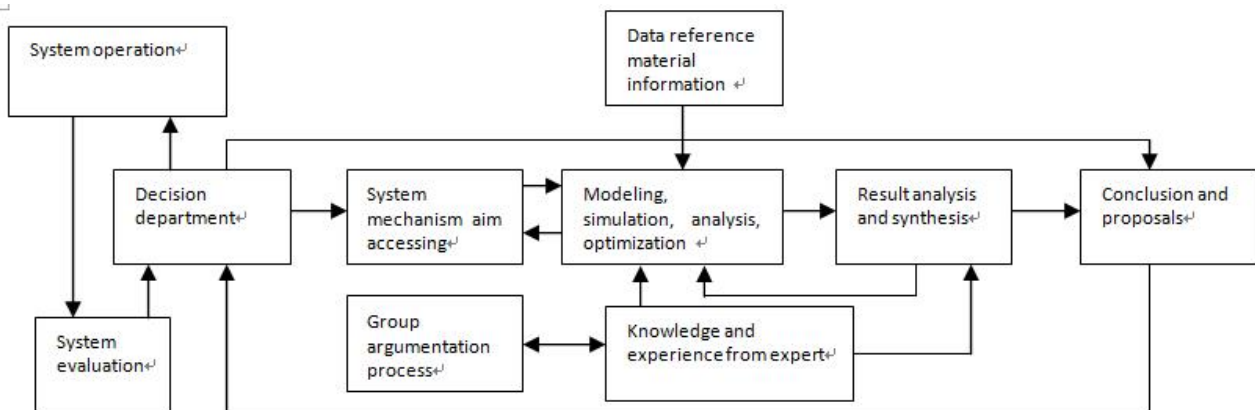 System operation
Data reference
material
information
Decision
department
System
mechanism aim
accessing
Modeling,
simulation, analysis,
optimization
Result analysis
and synthesis
Conclusion and
proposals
System
evaluation
Group
argumentation
process
Knowledge and
experience from expert